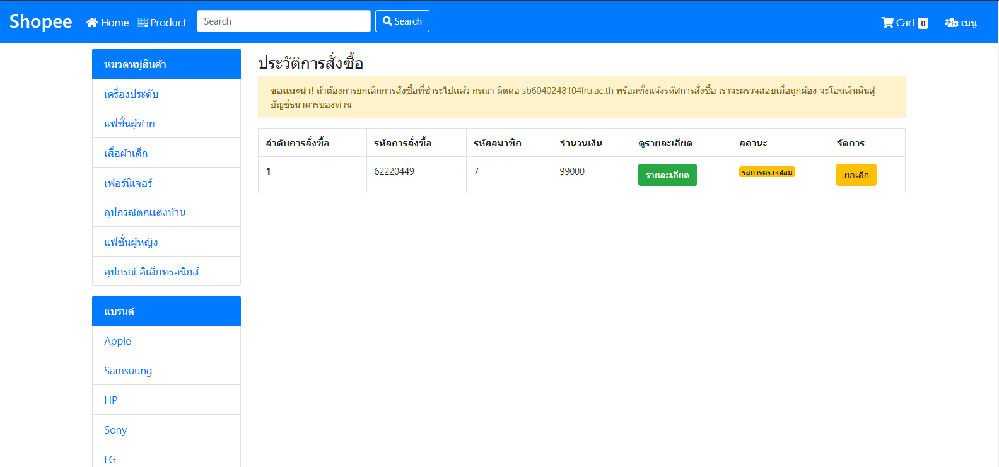 Shopee Home Product Search Search Cart 0 เมนู
หมวดหมู่สินค้า
เครื่องประดับ
แฟชั่นผู้ชาย
เสื้อผ้าเด็ก
เฟอร์นิเจอร์
อุปกรณ์ตกแต่งบ้าน
แฟชั่นผู้หญิง
อุปกรณ์ อิเล็กทรอนิกส์
แบรนด์
Apple
Samsuung
HP
Sony
LG
ประวัติการสั่งซื้อ
ขอแนะนำ! ถ้าต้องการยกเลิกการสั่งซื้อที่ชำระไปแล้ว กรุณา ติดต่อ sb6040248104lru.ac.th พร้อมทั้งแจ้งรหัสการสั่งซื้อ เราจะตรวจสอบเมื่อถูกต้อง จะโอนเงินคืนสู่
บัญชีธนาคารของท่าน
ลำดับการสั่งซื้อ รหัสการสั่งซื้อ รหัสสมาชิก จำนวนเงิน ดูรายละเอียด สถานะ จัดการ
1 62220449 7 99000 รายละเอียด รอการตรวจสอบ ยกเลิก